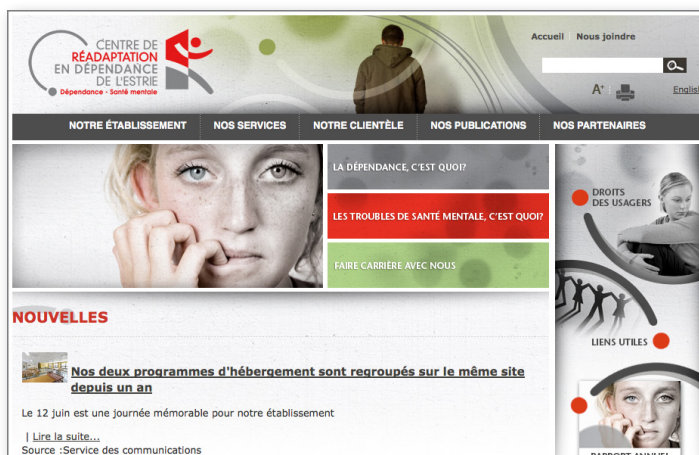 CENTRE DE
RÉADAPTATION
EN DÉPENDANCE
DE L'ESTRIE
Dépendance - Santé mentale
Accueil
Nous joindre
A+
English
NOTRE ÉTABLISSEMENT
NOS SERVICES
NOTRE CLIENTÈLE
NOS PUBLICATIONS
NOS PARTENAIRES
LA DÉPENDANCE, C'EST QUOI?
LES TROUBLES DE SANTÉ MENTALE, C'EST QUOI?
FAIRE CARRIÈRE AVEC NOUS
DROITS
DES USAGERS
LIENS UTILES
RAPPORT ANNUEL
NOUVELLES
Nos deux programmes d'hébergement sont regroupés sur le même site
depuis un an
Le 12 juin est une journée mémorable pour notre établissement
| Lire la suite...
Source :Service des communications